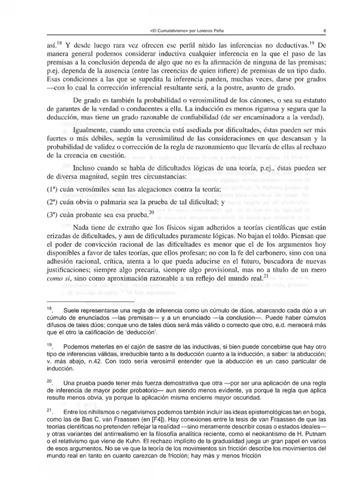 «El Cumulativismo» por Lorenzo Peña
8
así.18 Y desde luego rara vez ofrecen ese perfil nítido las inferencias no deductivas.19 De
manera general podemos considerar inductiva cualquier inferencia en la que el paso de las
premisas a la conclusión dependa de algo que no es la afirmación de ninguna de las premisas;
p.ej. dependa de la ausencia (entre las creencias de quien infiere) de premisas de un tipo dado.
Esas condiciones a las que se supedita la inferencia pueden, muchas veces, darse por grados
—con lo cual la corrección inferencial resultante será, a la postre, asunto de grado.
De grado es también la probabilidad o verosimilitud de los cánones, o sea su estatuto
de garantes de la verdad o conducentes a ella. La inducción es menos rigurosa y segura que la
deducción, mas tiene un grado razonable de confiabilidad (de ser encaminadora a la verdad).
Igualmente, cuando una creencia está asediada por dificultades, éstas pueden ser más
fuertes o más débiles, según la verosimilitud de las consideraciones en que descansan y la
probabilidad de validez o corrección de la regla de razonamiento que llevaría de ellas al rechazo
de la creencia en cuestión.
Incluso cuando se habla de dificultades lógicas de una teoría, p.ej., éstas pueden ser
de diversa magnitud, según tres circunstancias:
(1ª) cuán verosímiles sean las alegaciones contra la teoría;
(2ª) cuán obvia o palmaria sea la prueba de tal dificultad; y
(3ª) cuán probante sea esa prueba.20
Nada tiene de extraño que los físicos sigan adheridos a teorías científicas que están
erizadas de dificultades, y aun de dificultades puramente lógicas. No bajan el toldo. Piensan que
el poder de convicción racional de las dificultades es menor que el de los argumentos hoy
disponibles a favor de tales teorías, que ellos profesan; no con la fe del carbonero, sino con una
adhesión racional, crítica, atenta a lo que pueda aducirse en el futuro, buscadora de nuevas
justificaciones; siempre algo precaria, siempre algo provisional, mas no a título de un mero
como si, sino como aproximación razonable a un reflejo del mundo real.21
18. Suele representarse una regla de inferencia como un cúmulo de dúos, abarcando cada dúo a un
cúmulo de enunciados —las premisas— y a un enunciado —la conclusión—. Puede haber cúmulos
difusos de tales dúos; conque uno de tales dúos será más válido o correcto que otro, e.d. merecerá más
que el otro la calificación de 'deducción'.
19. Podemos meterlas en el cajón de sastre de las inductivas, si bien puede concebirse que hay otro
tipo de inferencias válidas, irreducible tanto a la deducción cuanto a la inducción, a saber: la abducción;
v. más abajo, n.42. Con todo sería verosímil entender que la abducción es un caso particular de
inducción.
20. Una prueba puede tener más fuerza demostrativa que otra —por ser una aplicación de una regla
de inferencia de mayor poder probatorio— aun siendo menos evidente, ya porque la regla que aplica
resulte menos obvia, ya porque la aplicación misma encierre mayor oscuridad.
21. Entre los nihilismos o negativismos podemos también incluir las ideas epistemológicas tan en boga,
como las de Bas C. van Fraassen (en [F4]). Hay conexiones entre la tesis de van Fraassen de que las
teorías científicas no pretenden reflejar la realidad —sino meramente describir cosas o estados ideales—
y otras variantes del antirrealismo en la filosofía analítica reciente, como el neokantismo de H. Putnam
o el relativismo que viene de Kuhn. El rechazo implícito de la gradualidad juega un gran papel en varios
de esos argumentos. No se ve que la teoría de los movimientos sin fricción describe los movimientos del
mundo real en tanto en cuanto carezcan de fricción; hay más y menos fricción